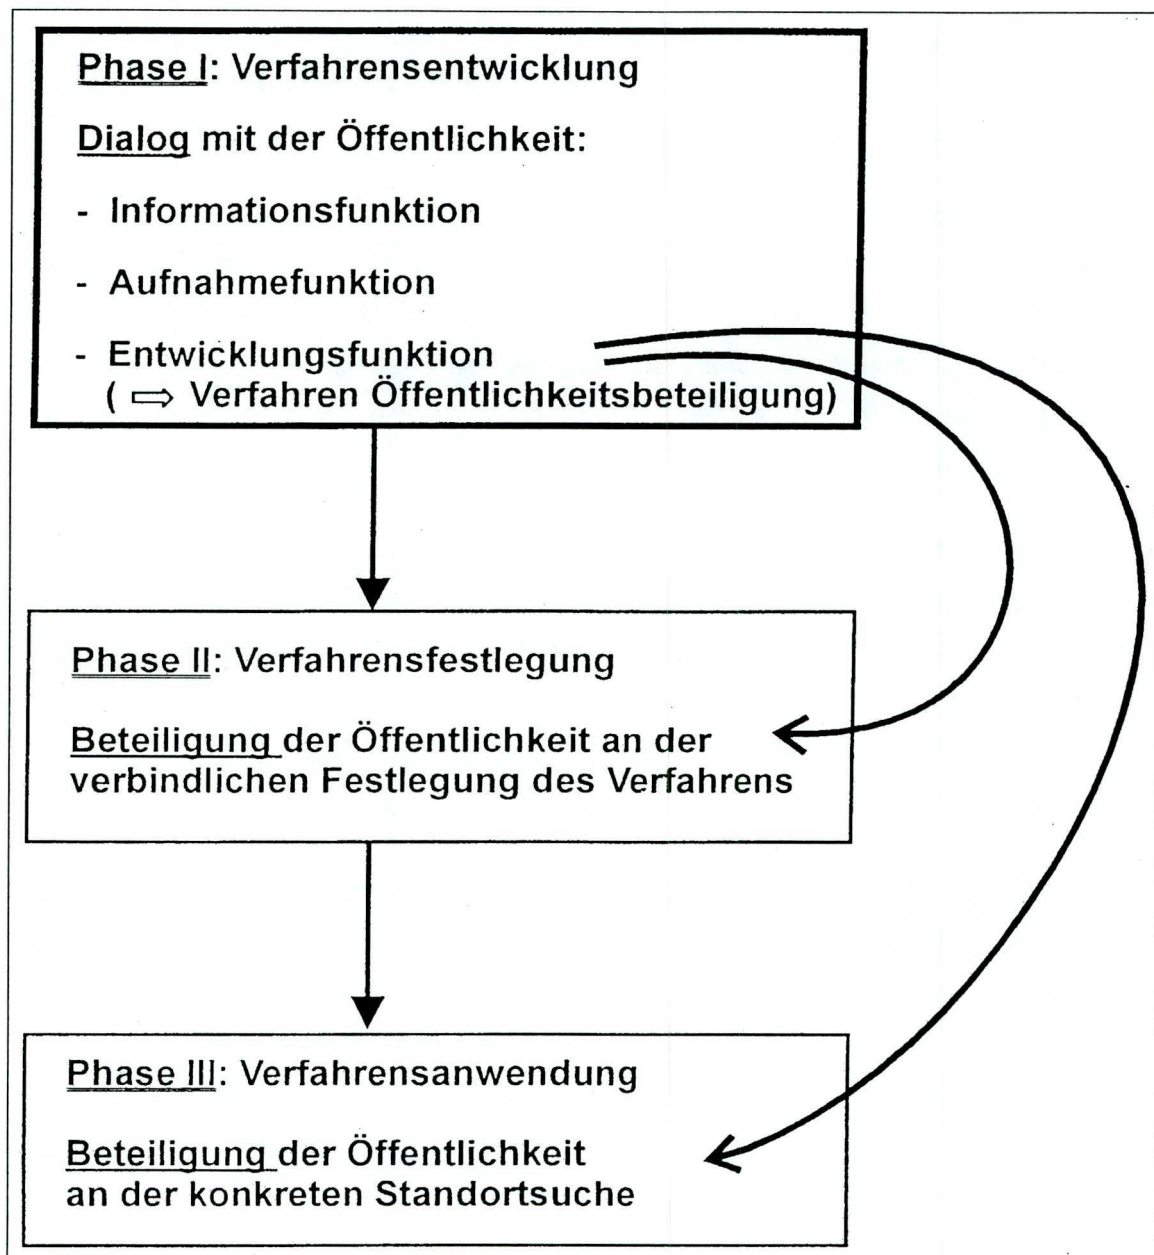 Phase I: Verfahrensentwicklung
Dialog mit der Öffentlichkeit:
- Informationsfunktion
- Aufnahmefunktion
- Entwicklungsfunktion
( ⇨ Verfahren Öffentlichkeitsbeteiligung)
Phase II: Verfahrensfestlegung
Beteiligung der Öffentlichkeit an der
verbindlichen Festlegung des Verfahrens
Phase III: Verfahrensanwendung
Beteiligung der Öffentlichkeit
an der konkreten Standortsuche